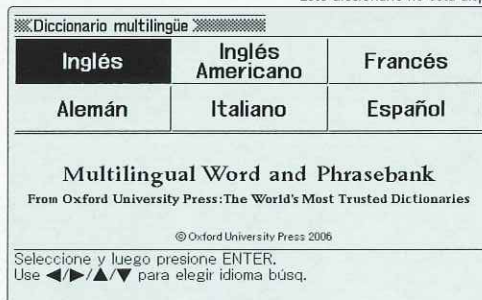 Diccionario multilingüe
Inglés
Inglés Americano
Francés
Alemán
Italiano
Español
Multilingual Word and Phrasebank
From Oxford University Press:The World's Most Trusted Dictionaries
© Oxford University Press 2006
Seleccione y luego presione ENTER.
Use ◀/▶/▲/▼ para elegir idioma búsq.